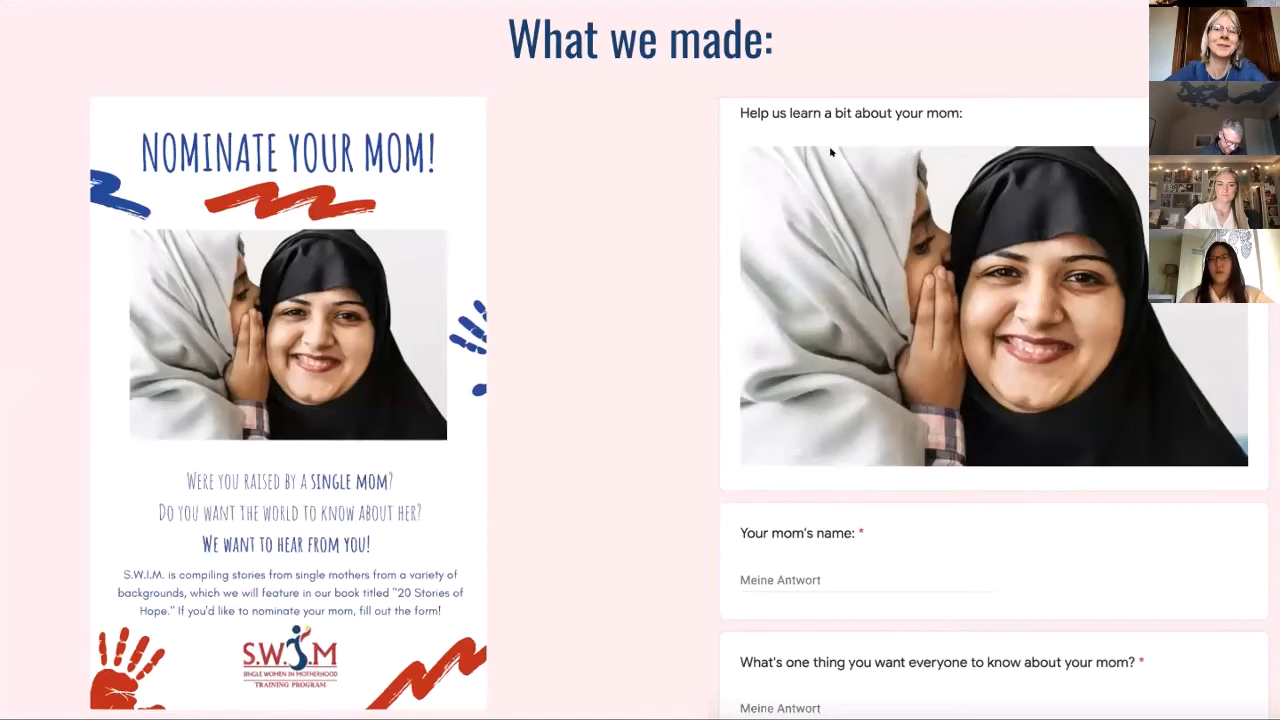 What we made:
NOMINATE YOUR MOM!
WERE YOU RAISED BY A SINGLE MOM?
DO YOU WANT THE WORLD TO KNOW ABOUT HER?
WE WANT TO HEAR FROM YOU!
S.W.I.M. is compiling stories from single mothers from a variety of
backgrounds, which we will feature in our book titled "20 Stories of
Hope." If you'd like to nominate your mom, fill out the form!
S.W.I.M
SINGLE WOMEN IN MOTHERHOOD
TRAINING PROGRAM
Help us learn a bit about your mom:
Your mom's name: *
Meine Antwort
What's one thing you want everyone to know about your mom? *
Meine Antwort